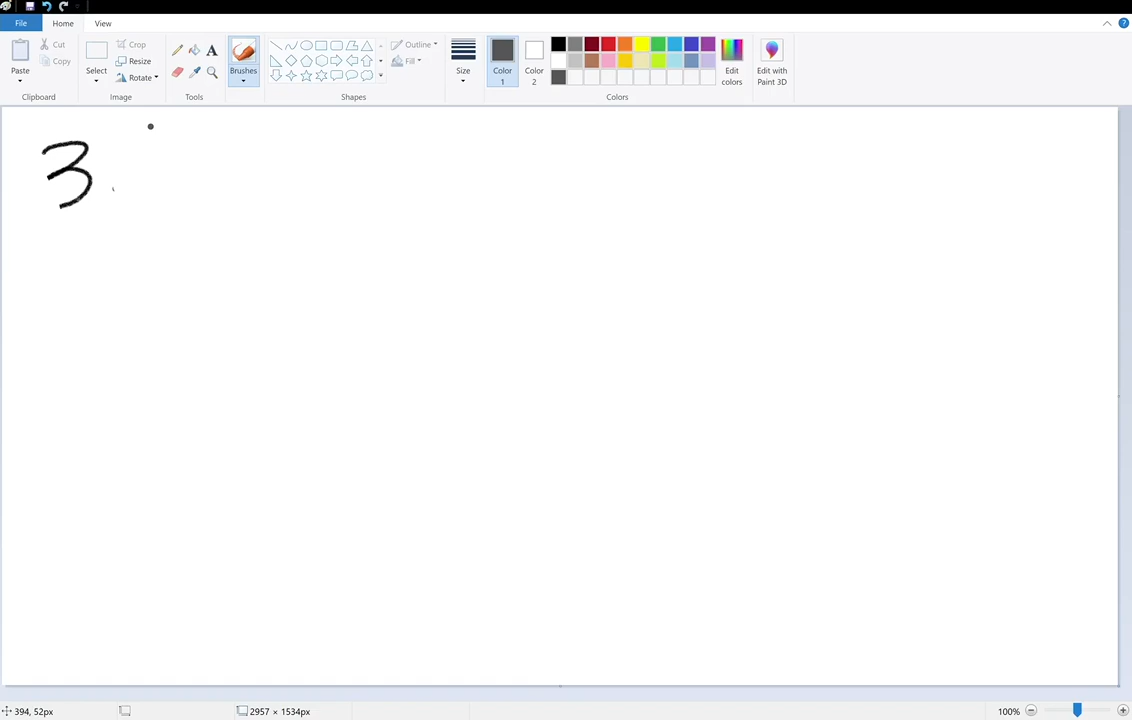 File Home View
Paste Cut Copy Clipboard
Select Crop Resize Rotate Image
Tools
Brushes
Outline Fill Shapes
Size
Color 1 Color 2 Edit colors Edit with Paint 3D Colors
3
394, 52px 2957 × 1534px 100%